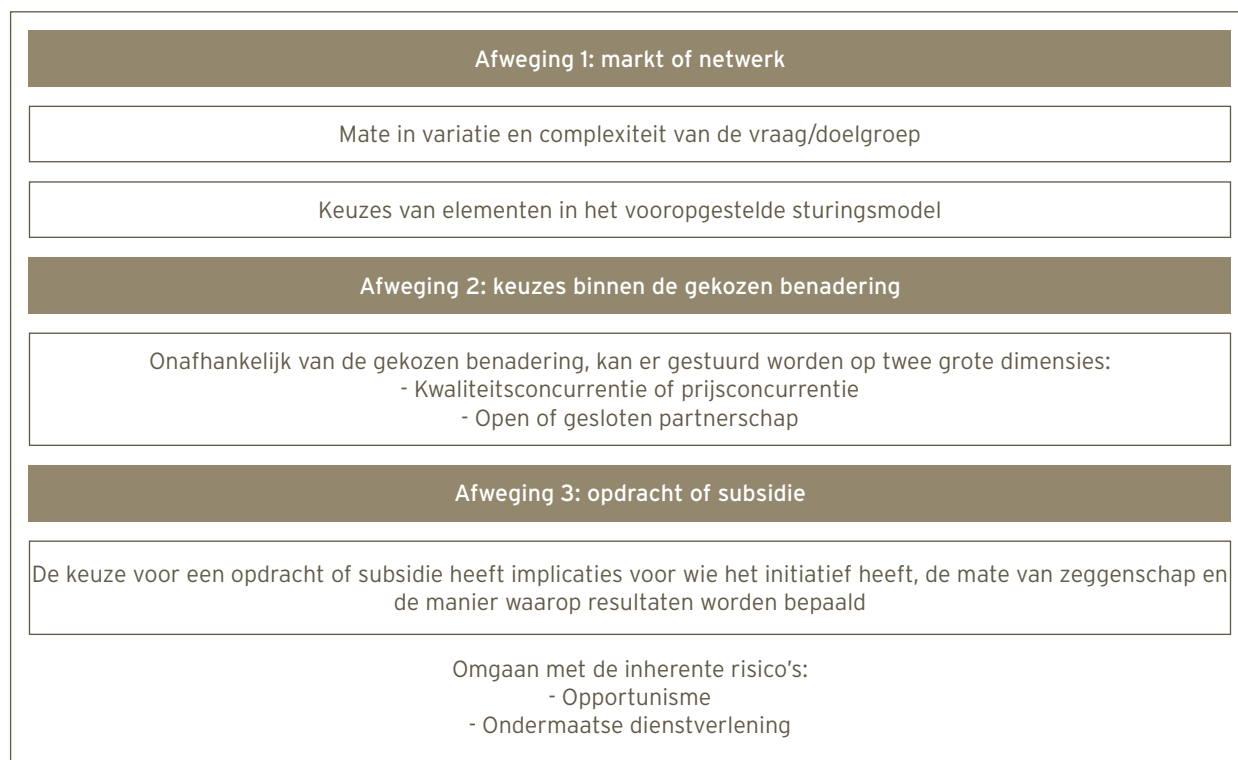 Afweging 1: markt of netwerk
Mate in variatie en complexiteit van de vraag/doelgroep
Keuzes van elementen in het vooropgestelde sturingsmodel
Afweging 2: keuzes binnen de gekozen benadering
Onafhankelijk van de gekozen benadering, kan er gestuurd worden op twee grote dimensies:
- Kwaliteitsconcurrentie of prijsconcurrentie
- Open of gesloten partnerschap
Afweging 3: opdracht of subsidie
De keuze voor een opdracht of subsidie heeft implicaties voor wie het initiatief heeft, de mate van zeggenschap en
de manier waarop resultaten worden bepaald
Omgaan met de inherente risico's:
- Opportunisme
- Ondermaatse dienstverlening